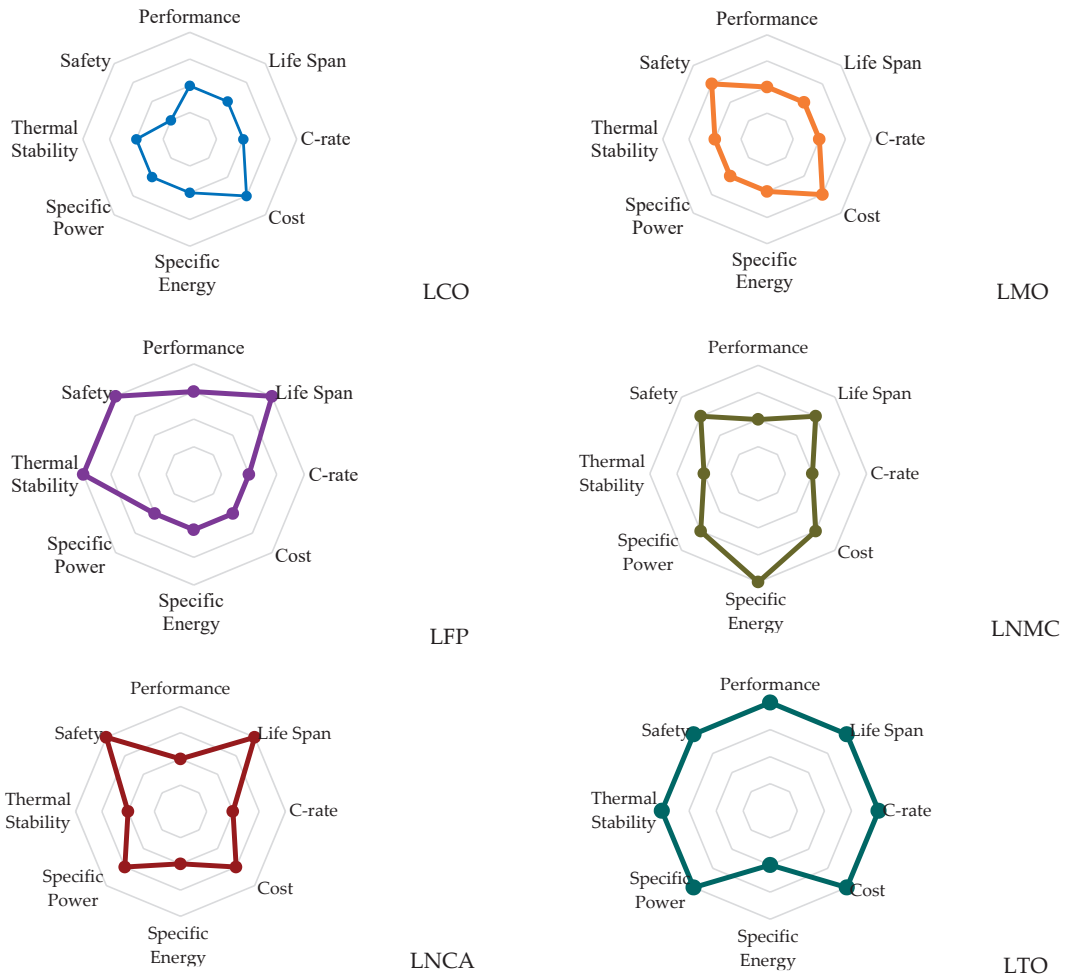 Performance
Safety
Life Span
Thermal
Stability
C-rate
Specific
Power
Cost
Specific
Energy
LCO
Performance
Safety
Life Span
Thermal
Stability
C-rate
Specific
Power
Cost
Specific
Energy
LMO
Performance
Safety
Life Span
Thermal
Stability
C-rate
Specific
Power
Cost
Specific
Energy
LFP
Performance
Safety
Life Span
Thermal
Stability
C-rate
Specific
Power
Cost
Specific
Energy
LNMC
Performance
Safety
Life Span
Thermal
Stability
C-rate
Specific
Power
Cost
Specific
Energy
LNCA
Performance
Safety
Life Span
Thermal
Stability
C-rate
Specific
Power
Cost
Specific
Energy
LTO